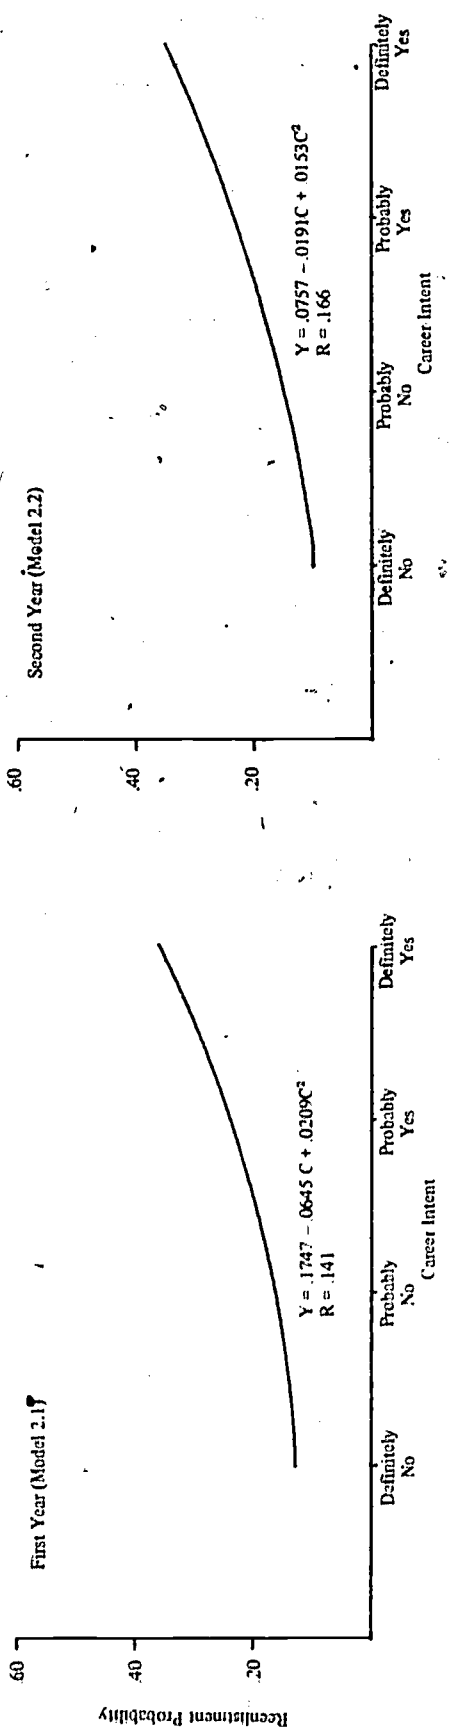 First Year (Model 2.1)
Reenlistment Probability
.60
.40
.20
Y = .1747 – .0645 C + .0209C²
R = .141
Definitely No
Probably No
Probably Yes
Definitely Yes
Career Intent
Second Year (Model 2.2)
.60
.40
.20
Y = .0757 – .0191C + .0153C²
R = .166
Definitely No
Probably No
Probably Yes
Definitely Yes
Career Intent